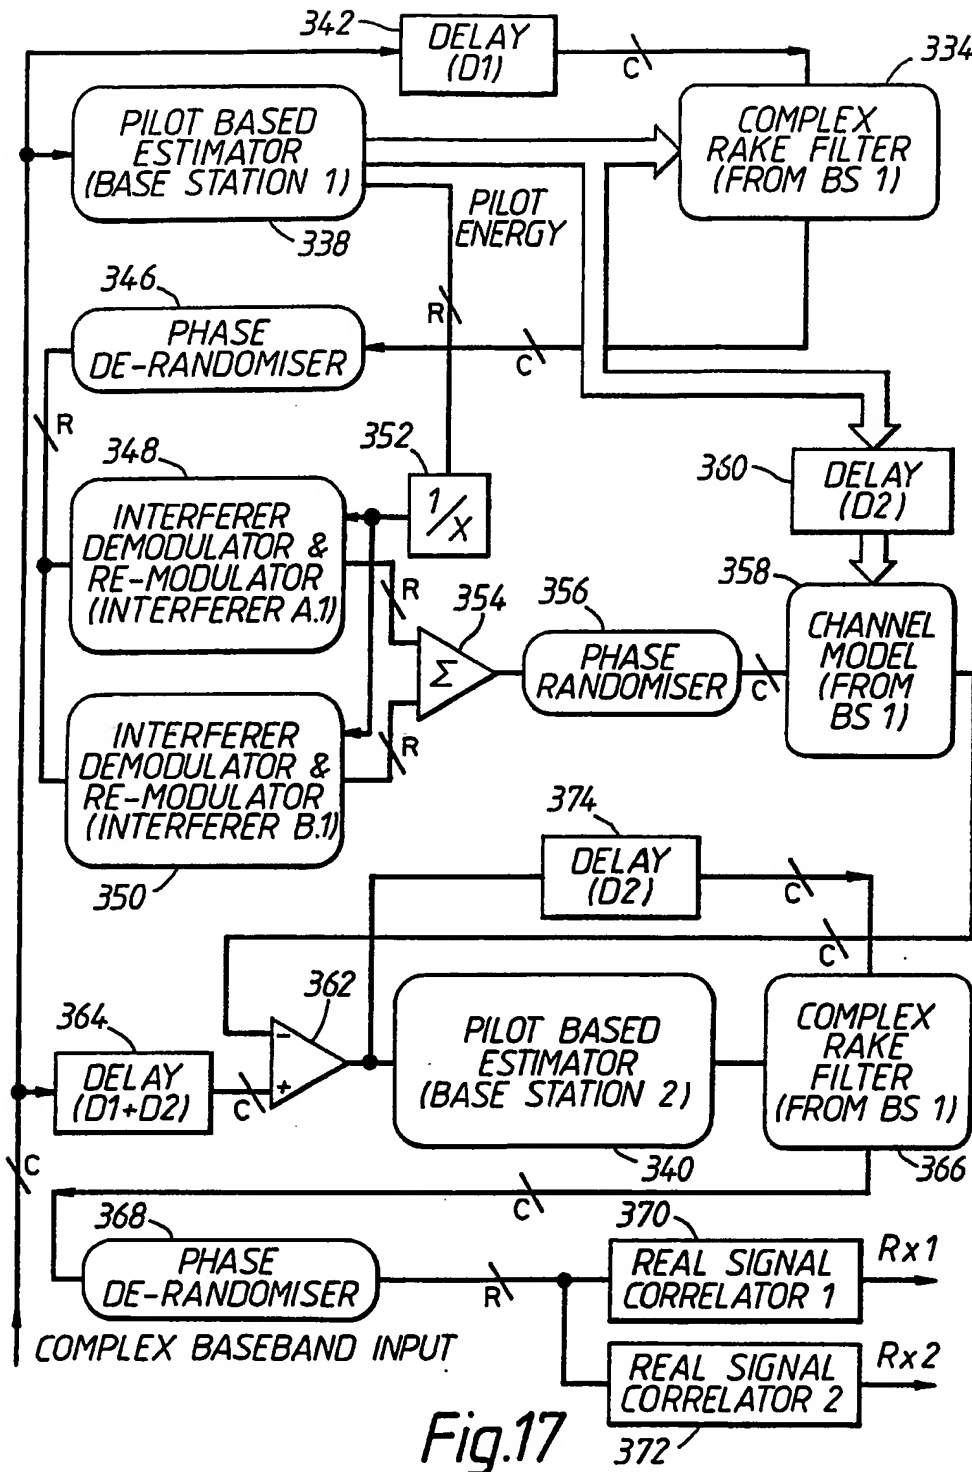 342
DELAY
(D1)
C
334
PILOT BASED
ESTIMATOR
(BASE STATION 1)
338
COMPLEX
RAKE FILTER
(FROM BS 1)
PILOT
ENERGY
R
346
PHASE
DE-RANDOMISER
C
R
348
352
1/X
360
DELAY
(D2)
INTERFERER
DEMODULATOR &
RE-MODULATOR
(INTERFERER A.1)
R
354
Σ
356
PHASE
RANDOMISER
C
358
CHANNEL
MODEL
(FROM
BS 1)
INTERFERER
DEMODULATOR &
RE-MODULATOR
(INTERFERER B.1)
R
350
374
DELAY
(D2)
C
C
C
362
-
+
364
DELAY
(D1+D2)
C
PILOT BASED
ESTIMATOR
(BASE STATION 2)
340
COMPLEX
RAKE
FILTER
(FROM BS 1)
366
C
C
368
PHASE
DE-RANDOMISER
R
370
REAL SIGNAL
CORRELATOR 1
Rx1
COMPLEX BASEBAND INPUT
REAL SIGNAL
CORRELATOR 2
Rx2
372
Fig.17